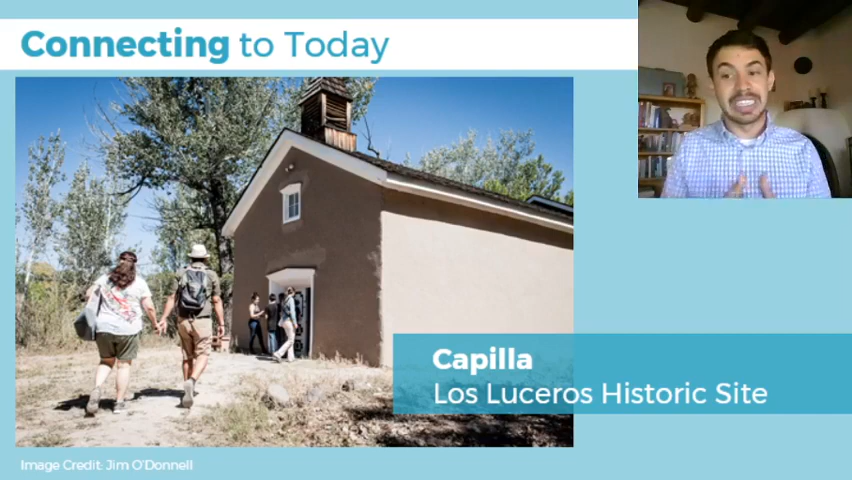 Connecting to Today
Capilla
Los Luceros Historic Site
Image Credit: Jim O'Donnell